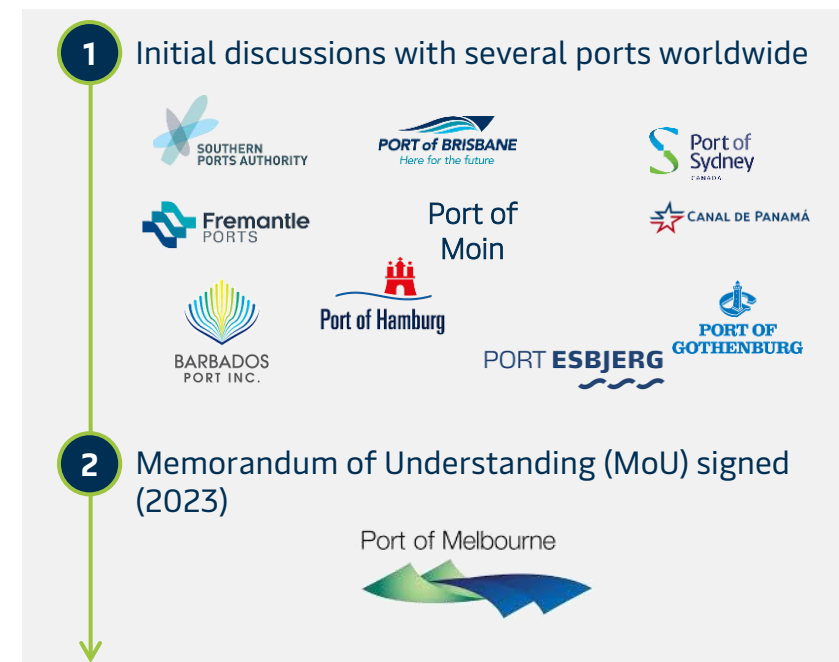 1
Initial discussions with several ports worldwide
SOUTHERN
PORTS AUTHORITY
PORT of BRISBANE
Here for the future
Port of
Sydney
CANADA
Fremantle
PORTS
Port of
Moin
CANAL DE PANAMÁ
BARBADOS
PORT INC.
Port of Hamburg
PORT ESBJERG
PORT OF
GOTHENBURG
2
Memorandum of Understanding (MoU) signed
(2023)
Port of Melbourne